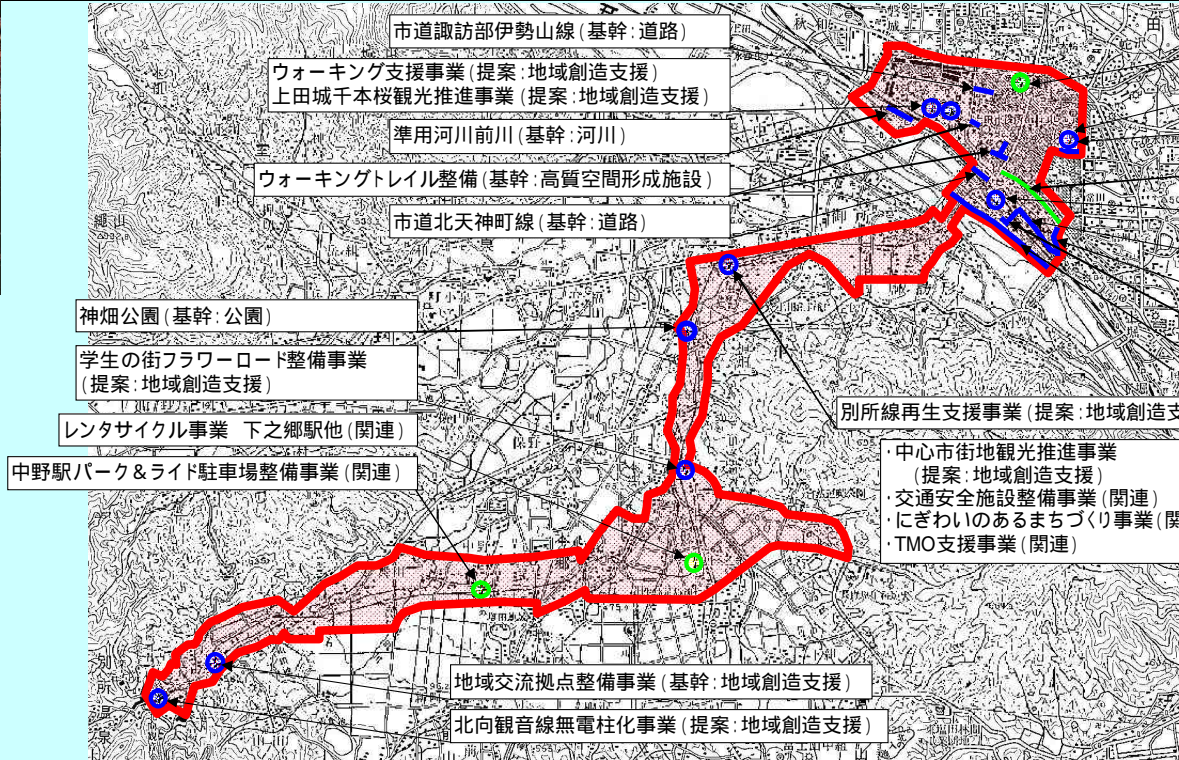 市道諏訪部伊勢山線(基幹:道路)
ウォーキング支援事業(提案:地域創造支援)
上田城千本桜観光推進事業(提案:地域創造支援)
準用河川前川(基幹:河川)
ウォーキングトレイル整備(基幹:高質空間形成施設)
市道北天神町線(基幹:道路)
神畑公園(基幹:公園)
学生の街フラワーロード整備事業
(提案:地域創造支援)
レンタサイクル事業 下之郷駅他(関連)
中野駅パーク&ライド駐車場整備事業(関連)
別所線再生支援事業(提案:地域創造支
・中心市街地観光推進事業
(提案:地域創造支援)
・交通安全施設整備事業(関連)
・にぎわいのあるまちづくり事業(関
・TMO支援事業(関連)
地域交流拠点整備事業(基幹:地域創造支援)
北向観音線無電柱化事業(提案:地域創造支援)